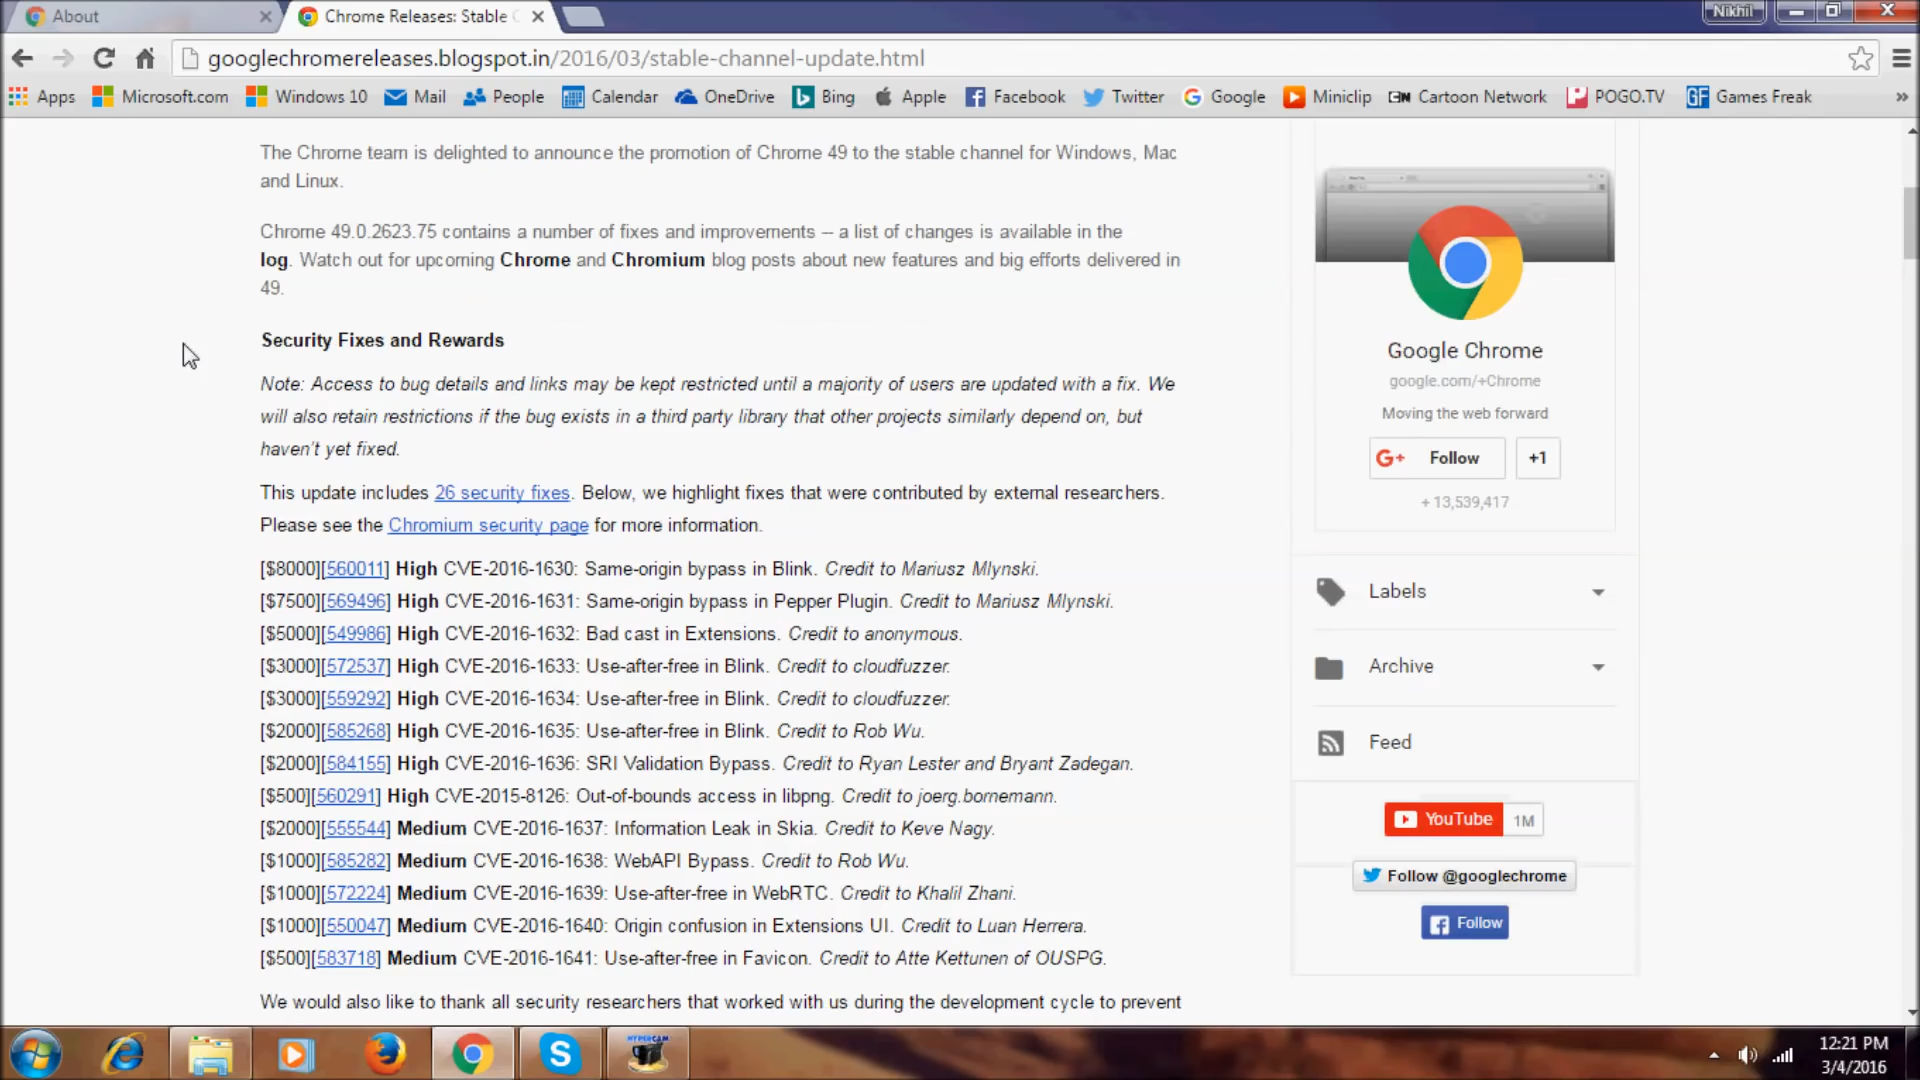 About
Chrome Releases: Stable C
Nikhil
googlechromereleases.blogspot.in/2016/03/stable-channel-update.html
Apps Microsoft.com Windows 10 Mail People Calendar OneDrive Bing Apple Facebook Twitter Google Miniclip CN Cartoon Network POGO.TV GF Games Freak »
The Chrome team is delighted to announce the promotion of Chrome 49 to the stable channel for Windows, Mac
and Linux.
Chrome 49.0.2623.75 contains a number of fixes and improvements -- a list of changes is available in the
log. Watch out for upcoming Chrome and Chromium blog posts about new features and big efforts delivered in
49.
Security Fixes and Rewards
Note: Access to bug details and links may be kept restricted until a majority of users are updated with a fix. We
will also retain restrictions if the bug exists in a third party library that other projects similarly depend on, but
haven't yet fixed.
This update includes 26 security fixes. Below, we highlight fixes that were contributed by external researchers.
Please see the Chromium security page for more information.
[$8000][560011] High CVE-2016-1630: Same-origin bypass in Blink. Credit to Mariusz Mlynski.
[$7500][569496] High CVE-2016-1631: Same-origin bypass in Pepper Plugin. Credit to Mariusz Mlynski.
[$5000][549986] High CVE-2016-1632: Bad cast in Extensions. Credit to anonymous.
[$3000][572537] High CVE-2016-1633: Use-after-free in Blink. Credit to cloudfuzzer.
[$3000][559292] High CVE-2016-1634: Use-after-free in Blink. Credit to cloudfuzzer.
[$2000][585268] High CVE-2016-1635: Use-after-free in Blink. Credit to Rob Wu.
[$2000][584155] High CVE-2016-1636: SRI Validation Bypass. Credit to Ryan Lester and Bryant Zadegan.
[$500][560291] High CVE-2015-8126: Out-of-bounds access in libpng. Credit to joerg.bornemann.
[$2000][555544] Medium CVE-2016-1637: Information Leak in Skia. Credit to Keve Nagy.
[$1000][585282] Medium CVE-2016-1638: WebAPI Bypass. Credit to Rob Wu.
[$1000][572224] Medium CVE-2016-1639: Use-after-free in WebRTC. Credit to Khalil Zhani.
[$1000][550047] Medium CVE-2016-1640: Origin confusion in Extensions UI. Credit to Luan Herrera.
[$500][583718] Medium CVE-2016-1641: Use-after-free in Favicon. Credit to Atte Kettunen of OUSPG.
We would also like to thank all security researchers that worked with us during the development cycle to prevent
Google Chrome
google.com/+Chrome
Moving the web forward
G+ Follow +1
+ 13,539,417
Labels
Archive
Feed
YouTube 1M
Follow @googlechrome
Follow
HYPERCAM
12:21 PM
3/4/2016